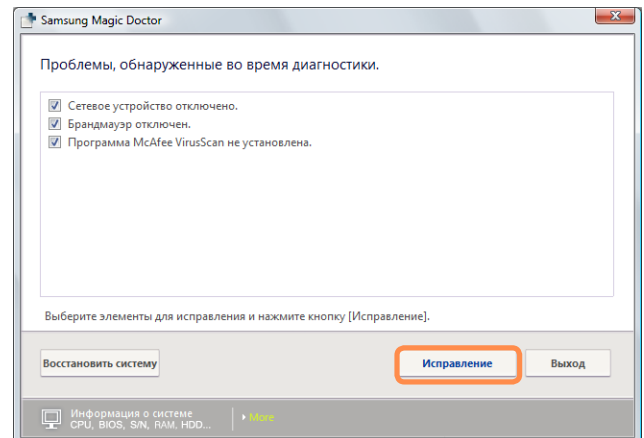 Samsung Magic Doctor
Проблемы, обнаруженные во время диагностики.
Сетевое устройство отключено.
Брандмауэр отключен.
Программа McAfee VirusScan не установлена.
Выберите элементы для исправления и нажмите кнопку [Исправление].
Восстановить систему
Исправление
Выход
Информация о системе
CPU, BIOS, S/N, RAM, HDD...
More